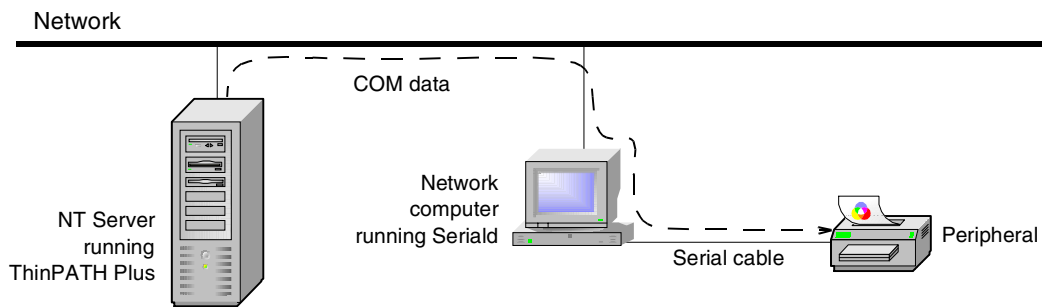 Network
COM data
NT Server
running
ThinPATH Plus
Network
computer
running Seriald
Serial cable
Peripheral